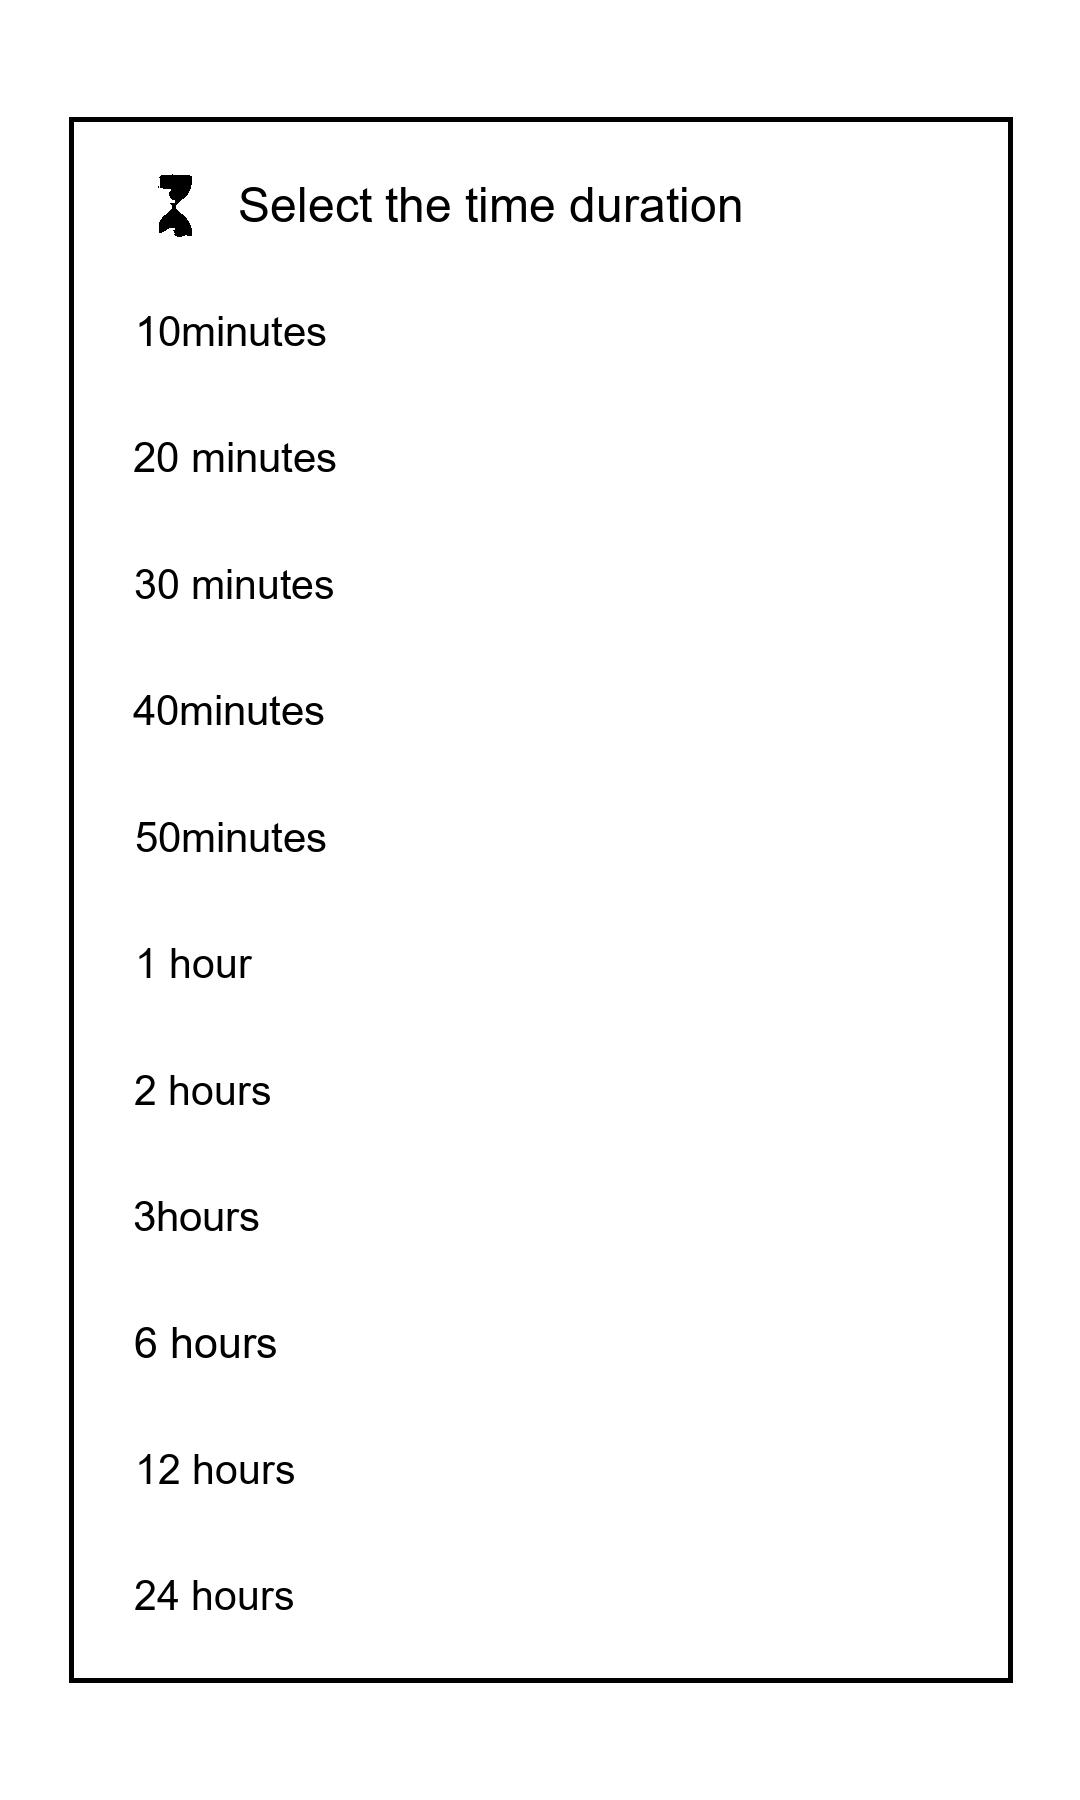 Select the time duration
10minutes
20 minutes
30 minutes
40minutes
50minutes
1 hour
2 hours
3hours
6 hours
12 hours
24 hours